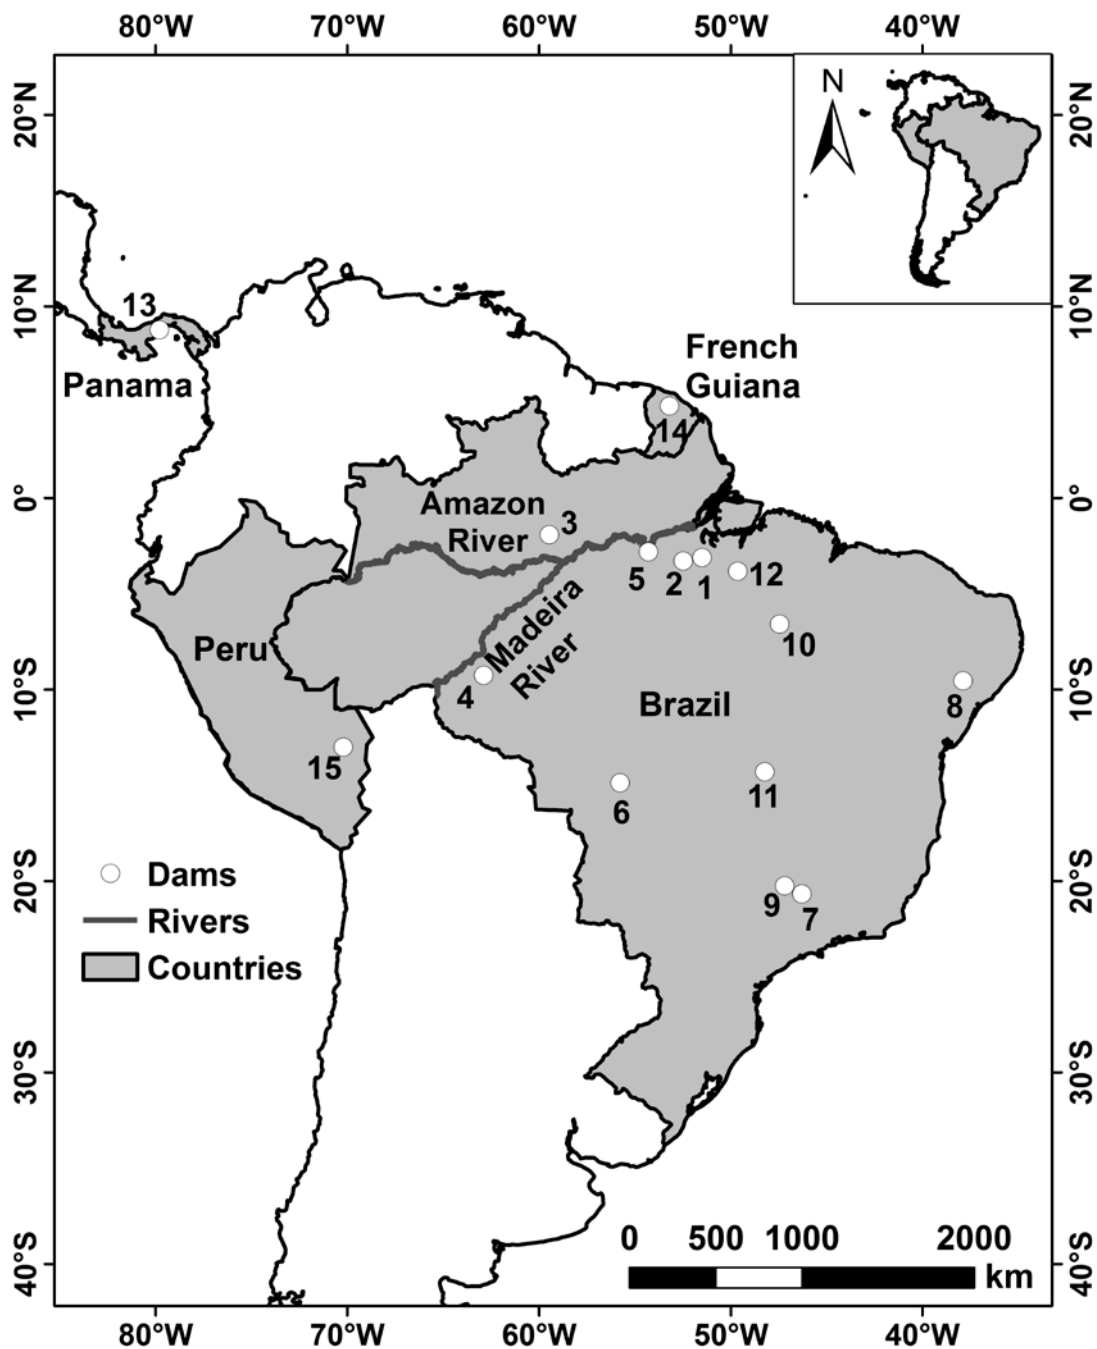 80°W 70°W 60°W 50°W 40°W
20°N 20°N
N
10°N 10°N
13
Panama
French
Guiana
14
0° 0°
Amazon
River
3
5
2
1
12
Madeira
River
10
Peru
4
10°S 10°S
Brazil
8
15
6
11
Dams
20°S 20°S
9
7
Rivers
Countries
30°S 30°S
0 500 1000 2000
km
40°S 40°S
80°W 70°W 60°W 50°W 40°W